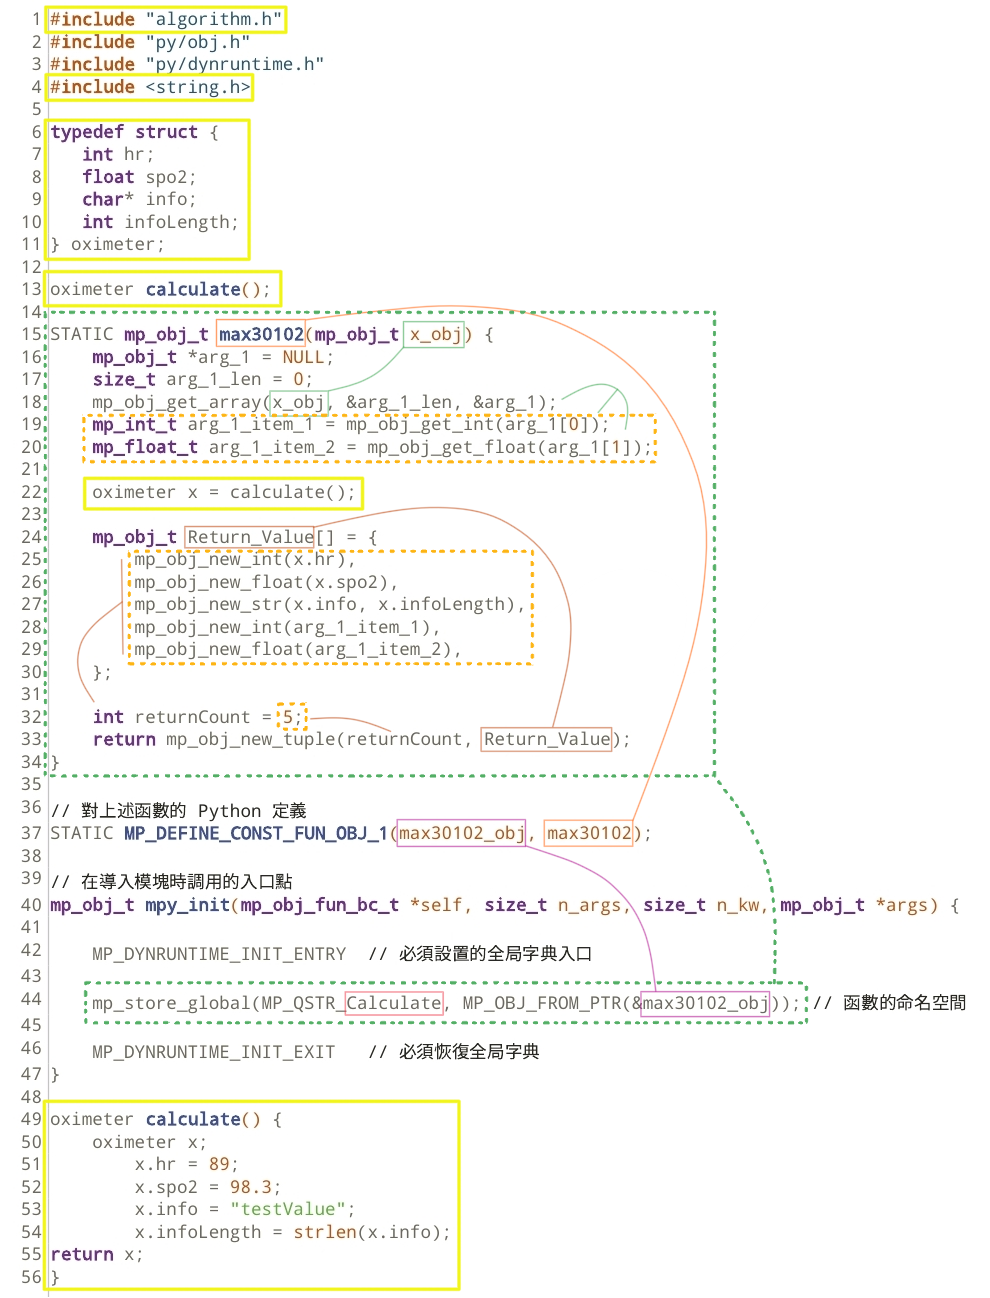 1 #include "algorithm.h"
2 #include "py/obj.h"
3 #include "py/dynruntime.h"
4 #include <string.h>
5
6 typedef struct {
7 int hr;
8 float spo2;
9 char* info;
10 int infoLength;
11 } oximeter;
12
13 oximeter calculate();
14
15 STATIC mp_obj_t max30102(mp_obj_t x_obj) {
16 mp_obj_t *arg_1 = NULL;
17 size_t arg_1_len = 0;
18 mp_obj_get_array(x_obj, &arg_1_len, &arg_1);
19 mp_int_t arg_1_item_1 = mp_obj_get_int(arg_1[0]);
20 mp_float_t arg_1_item_2 = mp_obj_get_float(arg_1[1]);
21
22 oximeter x = calculate();
23
24 mp_obj_t Return_Value[] = {
25 mp_obj_new_int(x.hr),
26 mp_obj_new_float(x.spo2),
27 mp_obj_new_str(x.info, x.infoLength),
28 mp_obj_new_int(arg_1_item_1),
29 mp_obj_new_float(arg_1_item_2),
30 };
31
32 int returnCount = 5;
33 return mp_obj_new_tuple(returnCount, Return_Value);
34 }
35
36 // 對上述函數的 Python 定義
37 STATIC MP_DEFINE_CONST_FUN_OBJ_1(max30102_obj, max30102);
38
39 // 在導入模塊時調用的入口點
40 mp_obj_t mpy_init(mp_obj_fun_bc_t *self, size_t n_args, size_t n_kw, mp_obj_t *args) {
41
42 MP_DYNRUNTIME_INIT_ENTRY // 必須設置的全局字典入口
43
44 mp_store_global(MP_QSTR_Calculate, MP_OBJ_FROM_PTR(&max30102_obj)); // 函數的命名空間
45
46 MP_DYNRUNTIME_INIT_EXIT // 必須恢復全局字典
47 }
48
49 oximeter calculate() {
50 oximeter x;
51 x.hr = 89;
52 x.spo2 = 98.3;
53 x.info = "testValue";
54 x.infoLength = strlen(x.info);
55 return x;
56 }